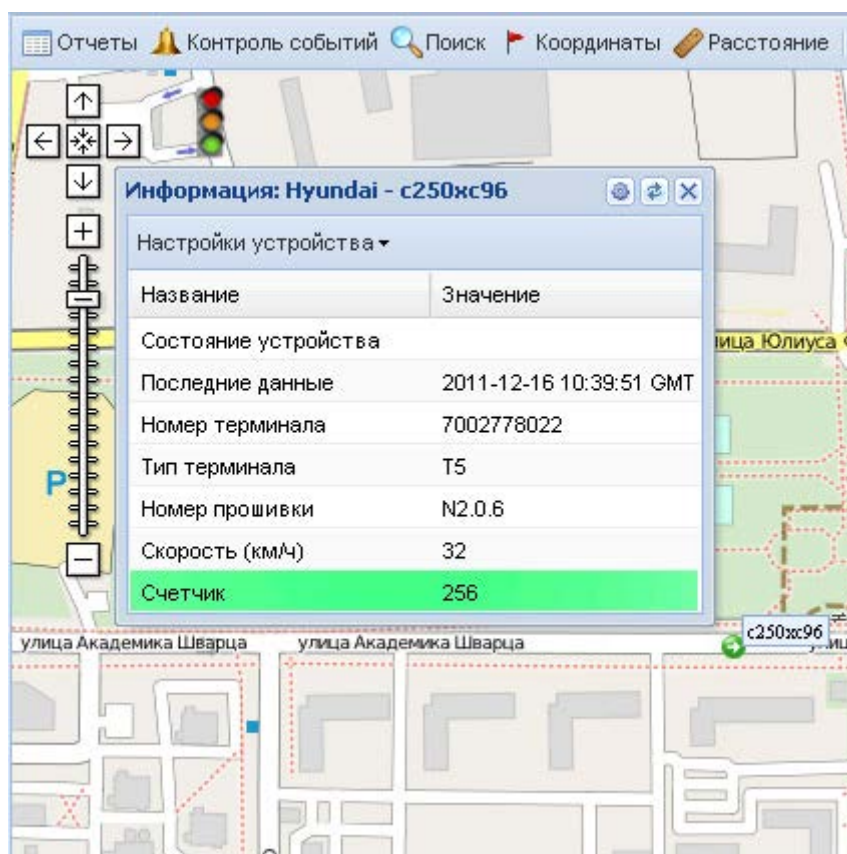 Отчеты Контроль событий Поиск Координаты Расстояние
Информация: Hyundai - с250хс96
Настройки устройства
Название Значение
Состояние устройства
Последние данные 2011-12-16 10:39:51 GMT
Номер терминала 7002778022
Тип терминала T5
Номер прошивки N2.0.6
Скорость (км/ч) 32
Счетчик 256
Юлиуса
P
с250хс96
улица Академика Шварца улица Академика Шварца